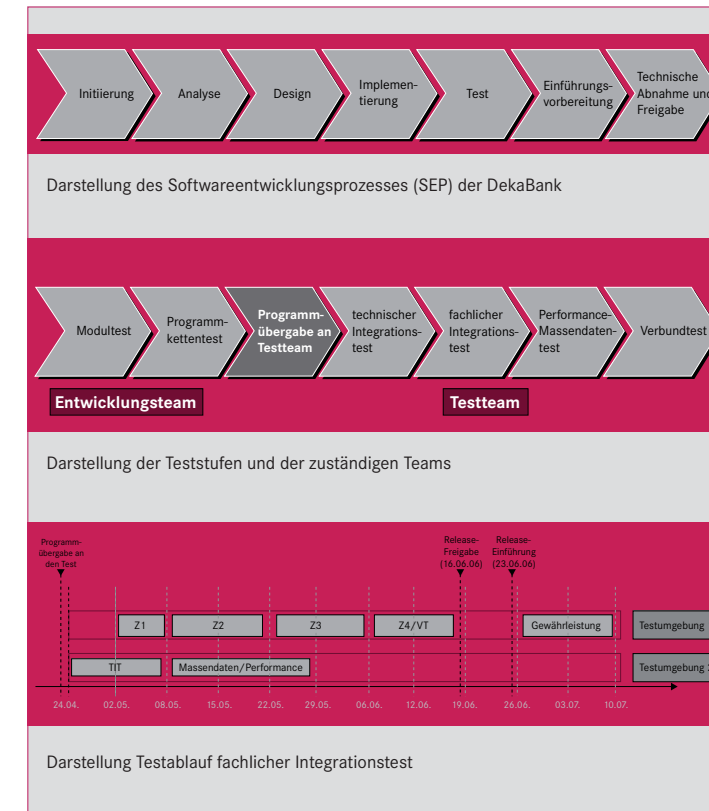 Initiierung
Analyse
Design
Implemen-
tierung
Test
Einführungs-
vorbereitung
Technische
Abnahme und
Freigabe
Darstellung des Softwareentwicklungsprozesses (SEP) der DekaBank
Modultest
Programm-
kettentest
Programm-
übergabe an
Testteam
technischer
Integrations-
test
fachlicher
Integrations-
test
Performance-
Massendaten-
test
Verbundtest
Entwicklungsteam
Testteam
Darstellung der Teststufen und der zuständigen Teams
Programm-
übergabe an
den Test
Release-
Freigabe
(16.06.06)
Release-
Einführung
(23.06.06)
Z1
Z2
Z3
Z4/VT
Gewährleistung
Testumgebung
TIT
Massendaten/Performance
Testumgebung 2
24.04. 02.05. 08.05. 15.05. 22.05. 29.05. 06.06. 12.06. 19.06. 26.06. 03.07. 10.07.
Darstellung Testablauf fachlicher Integrationstest